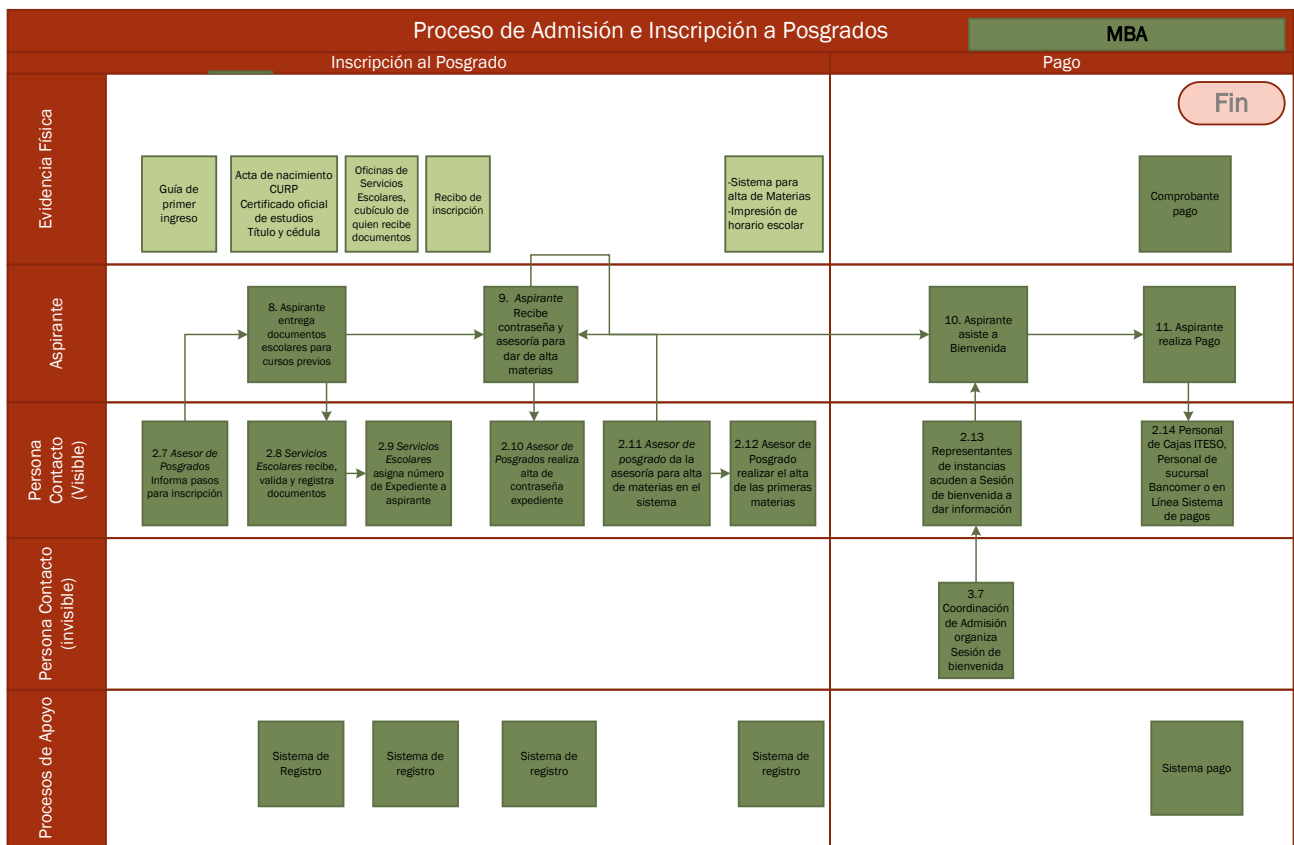 Proceso de Admisión e Inscripción a Posgrados
MBA
Inscripción al Posgrado
Pago
Evidencia Física
Fin
Guía de
primer
ingreso
Acta de nacimiento
CURP
Certificado oficial
de estudios
Título y cédula
Oficinas de
Servicios
Escolares,
cubículo de
quien recibe
documentos
Recibo de
inscripción
-Sistema para
alta de Materias
-Impresión de
horario escolar
Comprobante
pago
Aspirante
8. Aspirante
entrega
documentos
escolares para
cursos previos
9. Aspirante
Recibe
contraseña y
asesoría para
dar de alta
materias
10. Aspirante
asiste a
Bienvenida
11. Aspirante
realiza Pago
Persona
Contacto
(Visible)
2.7 Asesor de
Posgrados
Informa pasos
para inscripción
2.8 Servicios
Escolares recibe,
valida y registra
documentos
2.9 Servicios
Escolares
asigna número
de Expediente a
aspirante
2.10 Asesor de
Posgrados realiza
alta de
contraseña
expediente
2.11 Asesor de
posgrado da la
asesoría para alta
de materias en el
sistema
2.12 Asesor de
Posgrado
realizar el alta
de las primeras
materias
2.13
Representantes
de instancias
acuden a Sesión
de bienvenida a
dar información
2.14 Personal
de Cajas ITESO,
Personal de
sucursal
Bancomer o en
Línea Sistema
de pagos
Persona Contacto
(invisible)
3.7
Coordinación
de Admisión
organiza
Sesión de
bienvenida
Procesos de Apoyo
Sistema de
Registro
Sistema de
registro
Sistema de
registro
Sistema de
registro
Sistema pago